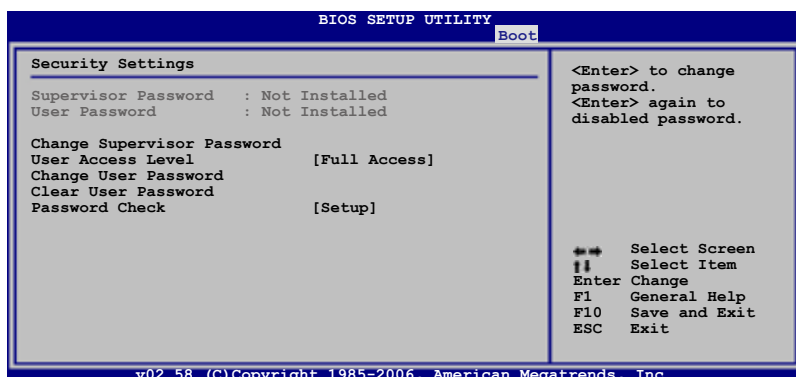 BIOS SETUP UTILITY
Boot
Security Settings
Supervisor Password : Not Installed
User Password : Not Installed
Change Supervisor Password
User Access Level [Full Access]
Change User Password
Clear User Password
Password Check [Setup]
<Enter> to change
password.
<Enter> again to
disabled password.
Select Screen
Select Item
Enter Change
F1 General Help
F10 Save and Exit
ESC Exit
v02.58 (C)Copyright 1985-2006, American Megatrends, Inc.